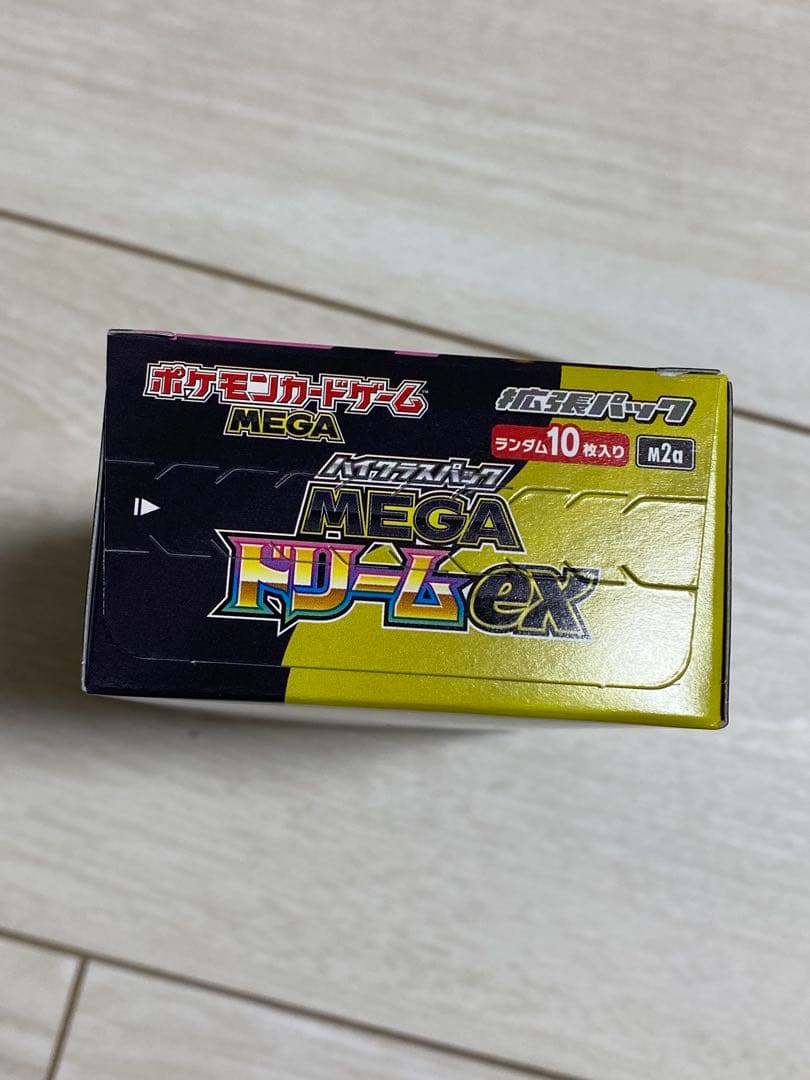 ポケモンカードゲーム™
MEGA
拡張パック
ランダム10枚入り
M2a
ハイクラスパック
MEGA
ドリームex